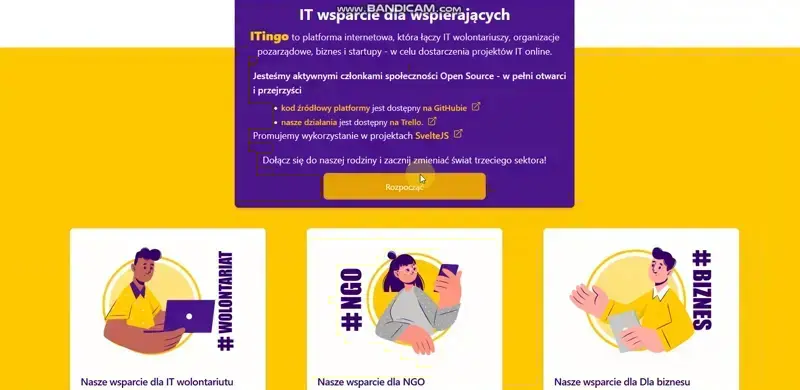 www.BANDICAM.com
IT wsparcie dla wspierających
ITingo to platforma internetowa, która łączy IT wolontariuszy, organizacje
pozarządowe, biznes i startupy - w celu dostarczenia projektów IT online.
Jesteśmy aktywnymi członkami społeczności Open Source - w pełni otwarci
i przejrzyści
• kod źródłowy platformy jest dostępny na GitHubie
• nasze działania jest dostępny na Trello.
Promujemy wykorzystanie w projektach SvelteJS
Dołącz się do naszej rodziny i zacznij zmieniać świat trzeciego sektora!
Rozpocząć
#WOLONTARIAT
#NGO
#BIZNES
Nasze wsparcie dla IT wolontariutu
Nasze wsparcie dla NGO
Nasze wsparcie dla Dla biznesu